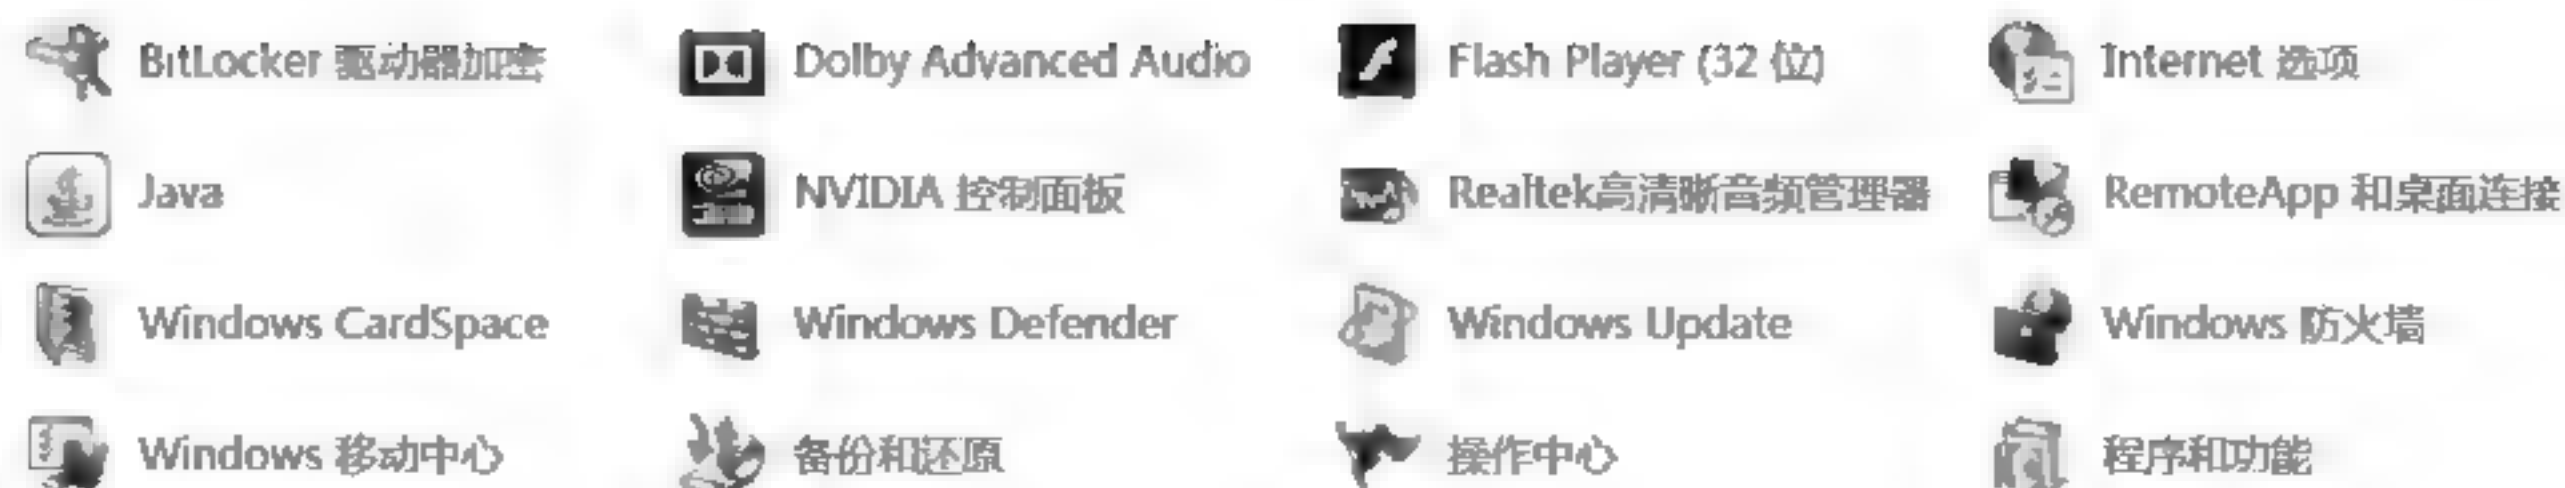 BitLocker 驱动器加密 Dolby Advanced Audio Flash Player (32 位) Internet 选项
Java NVIDIA 控制面板 Realtek高清晰音频管理器 RemoteApp 和桌面连接
Windows CardSpace Windows Defender Windows Update Windows 防火墙
Windows 移动中心 备份和还原 操作中心 程序和功能